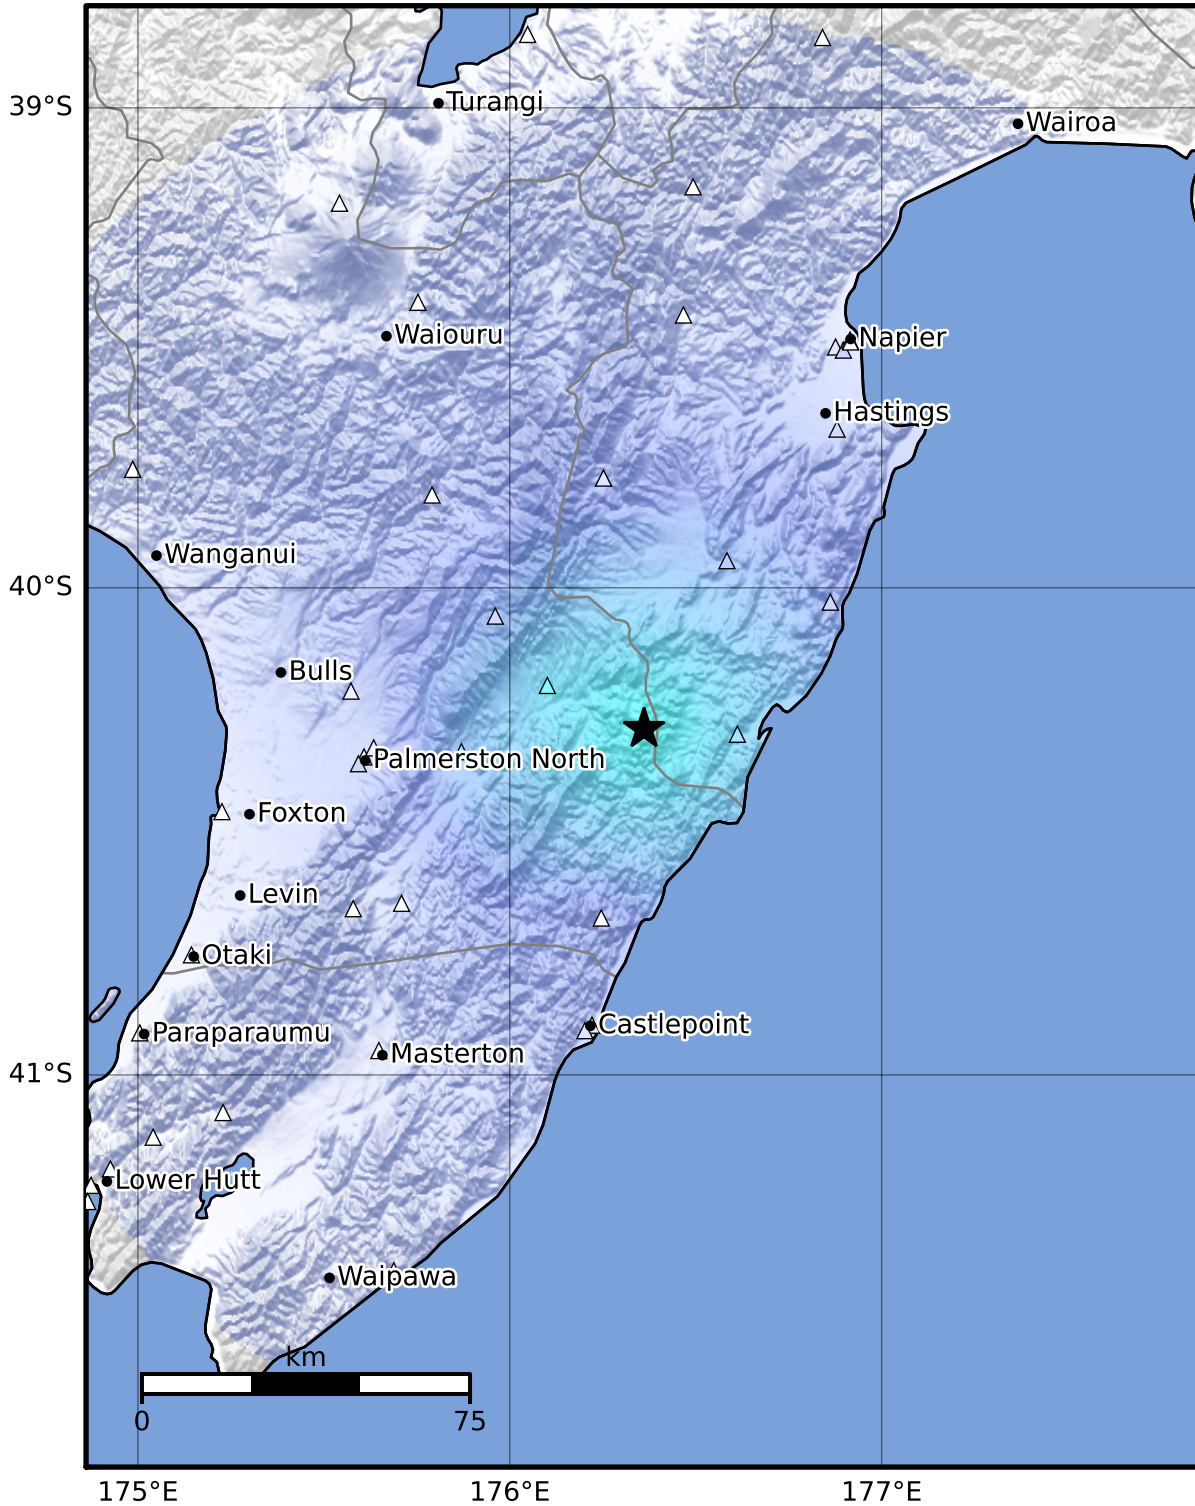 39°S
Turangi
Wairoa
Waiouru
Napier
Hastings
Wanganui
40°S
Bulls
Palmerston North
Foxton
Levin
Otaki
Castlepoint
Paraparaumu
Masterton
41°S
Lower Hutt
Waipawa
km
0 75
175°E 176°E 177°E